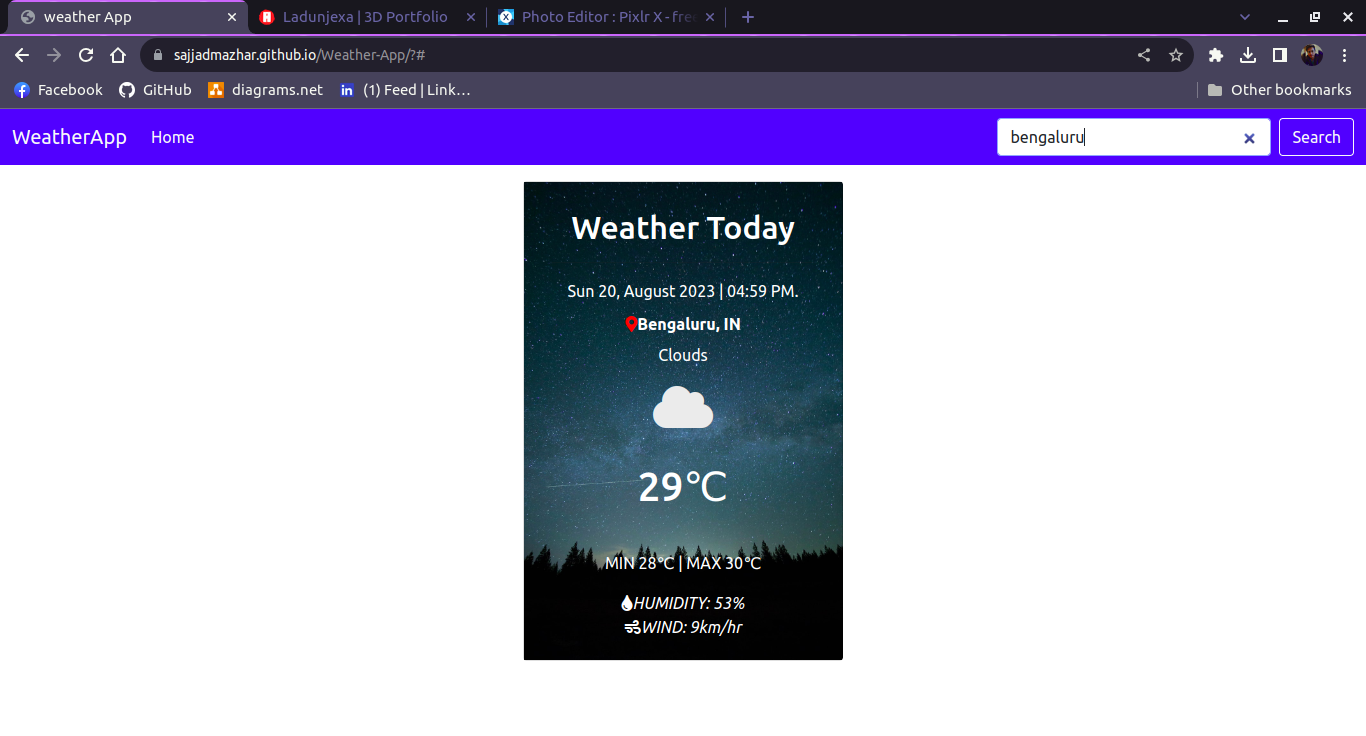 weather App
Ladunjexa | 3D Portfolio
Photo Editor : Pixlr X - free
sajjadmazhar.github.io/Weather-App/?#
Facebook
GitHub
diagrams.net
in (1) Feed | Link…
Other bookmarks
WeatherApp
Home
bengaluru
Search
Weather Today
Sun 20, August 2023 | 04:59 PM.
Bengaluru, IN
Clouds
29°C
MIN 28°C | MAX 30°C
HUMIDITY: 53%
WIND: 9km/hr